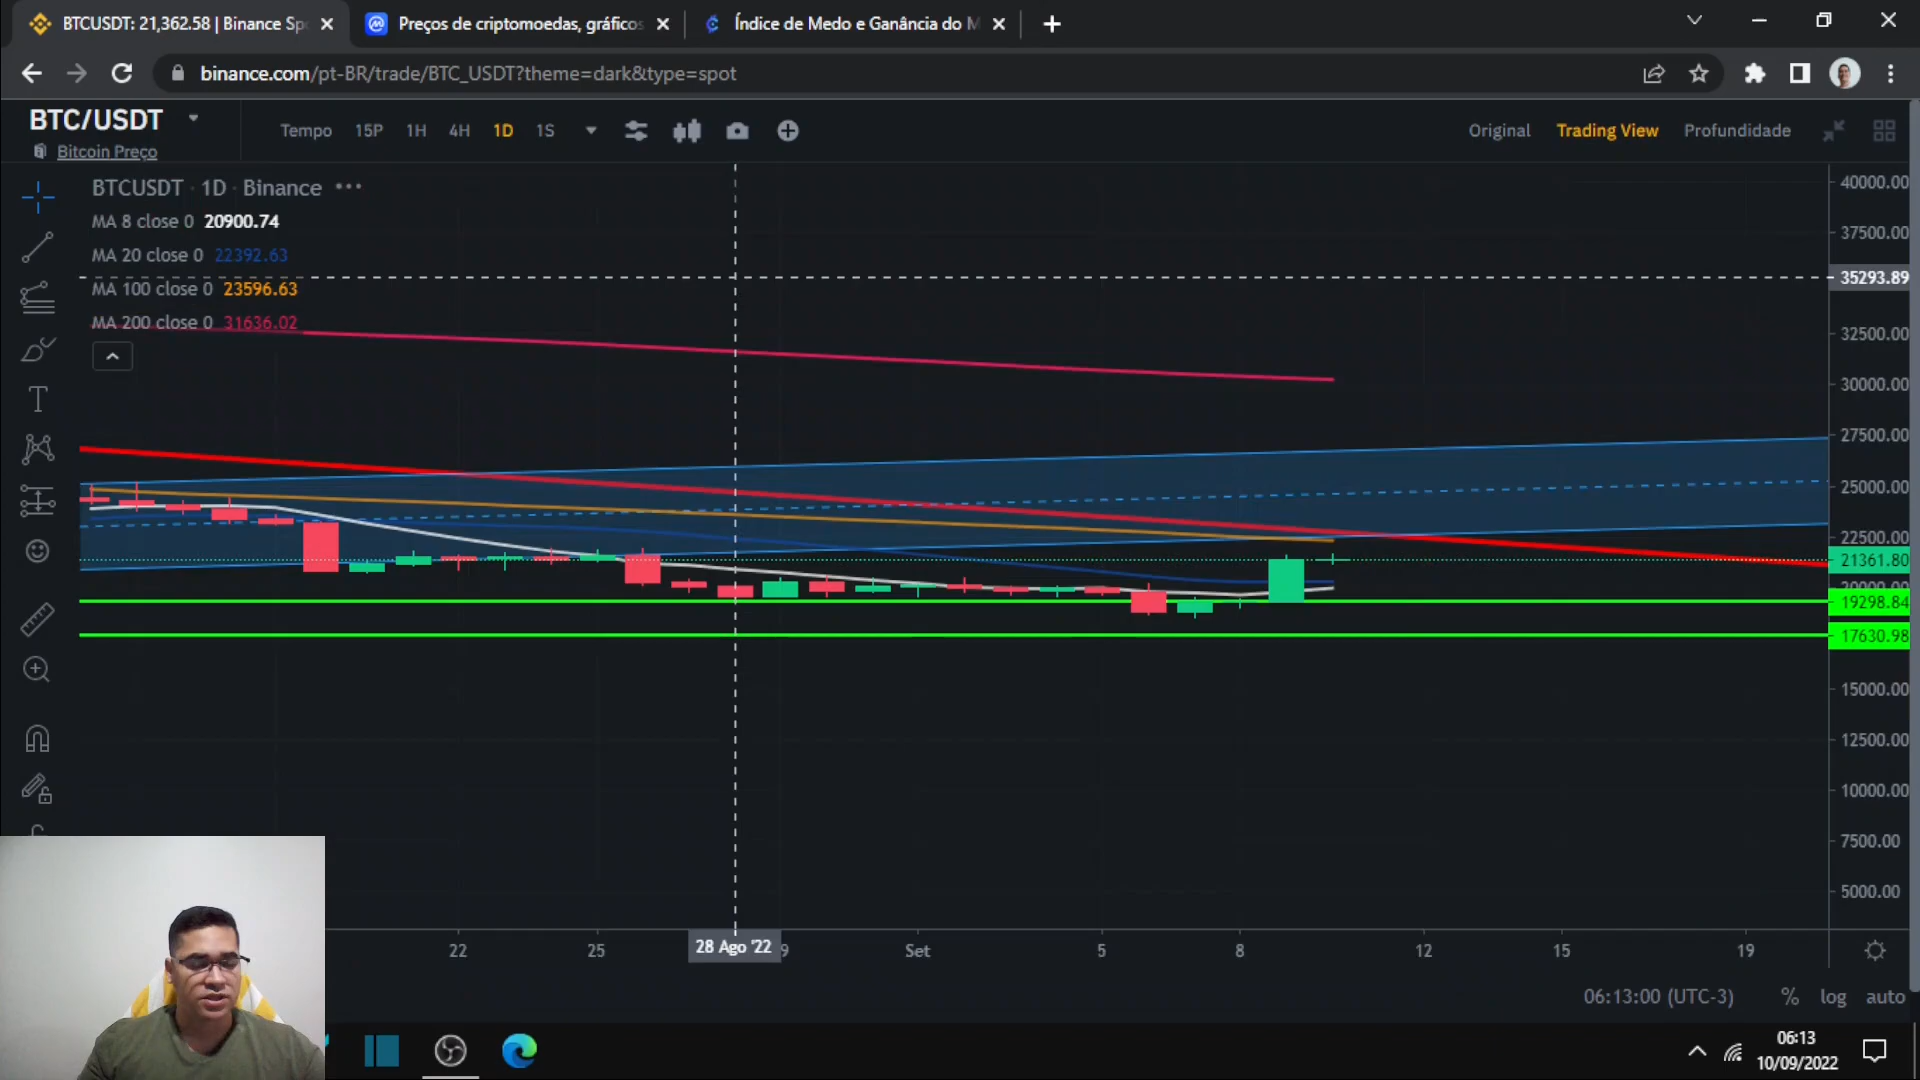 BTCUSDT: 21,362.58 | Binance Sp
Preços de criptomoedas, gráficos
Índice de Medo e Ganância do M
binance.com/pt-BR/trade/BTC_USDT?theme=dark&type=spot
BTC/USDT
Bitcoin Preço
Tempo 15P 1H 4H 1D 1S
Original Trading View Profundidade
BTCUSDT · 1D · Binance
MA 8 close 0 20900.74
MA 20 close 0 22392.63
MA 100 close 0 23596.63
MA 200 close 0 31636.02
40000.00
37500.00
35293.89
32500.00
30000.00
27500.00
25000.00
22500.00
21361.80
20000.00
19298.84
17630.98
15000.00
12500.00
10000.00
7500.00
5000.00
22 25 28 Ago '22 9 Set 5 8 12 15 19
06:13:00 (UTC-3) % log auto
06:13
10/09/2022